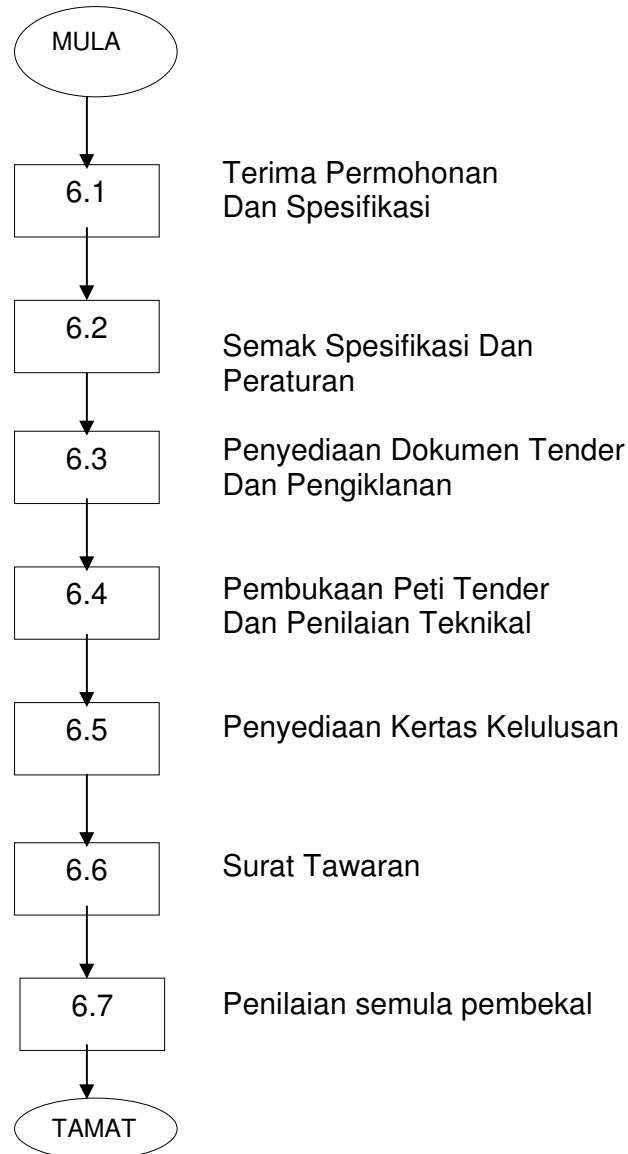 MULA
6.1
Terima Permohonan
Dan Spesifikasi
6.2
Semak Spesifikasi Dan
Peraturan
6.3
Penyediaan Dokumen Tender
Dan Pengiklanan
6.4
Pembukaan Peti Tender
Dan Penilaian Teknikal
6.5
Penyediaan Kertas Kelulusan
6.6
Surat Tawaran
6.7
Penilaian semula pembekal
TAMAT